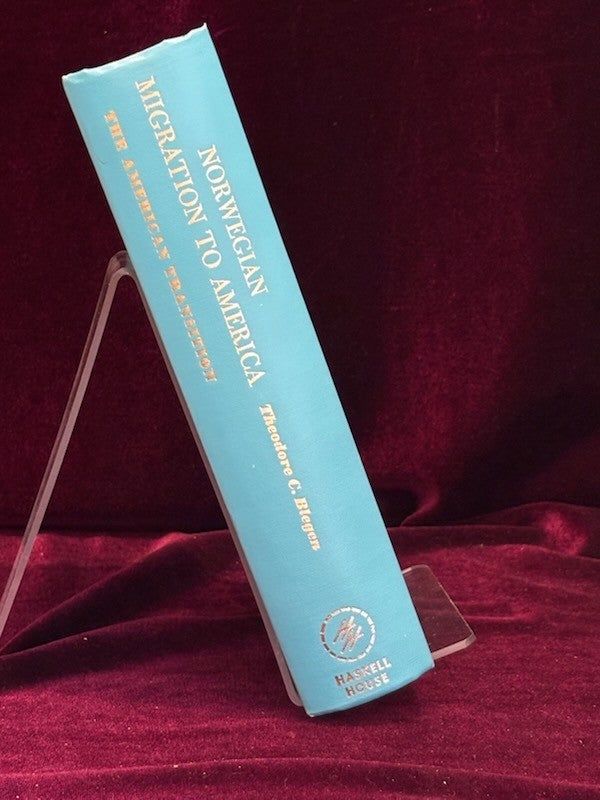 NORWEGIAN
MIGRATION TO AMERICA
THE AMERICAN TRANSITION
Theodore C. Blegen
HASKELL
HOUSE